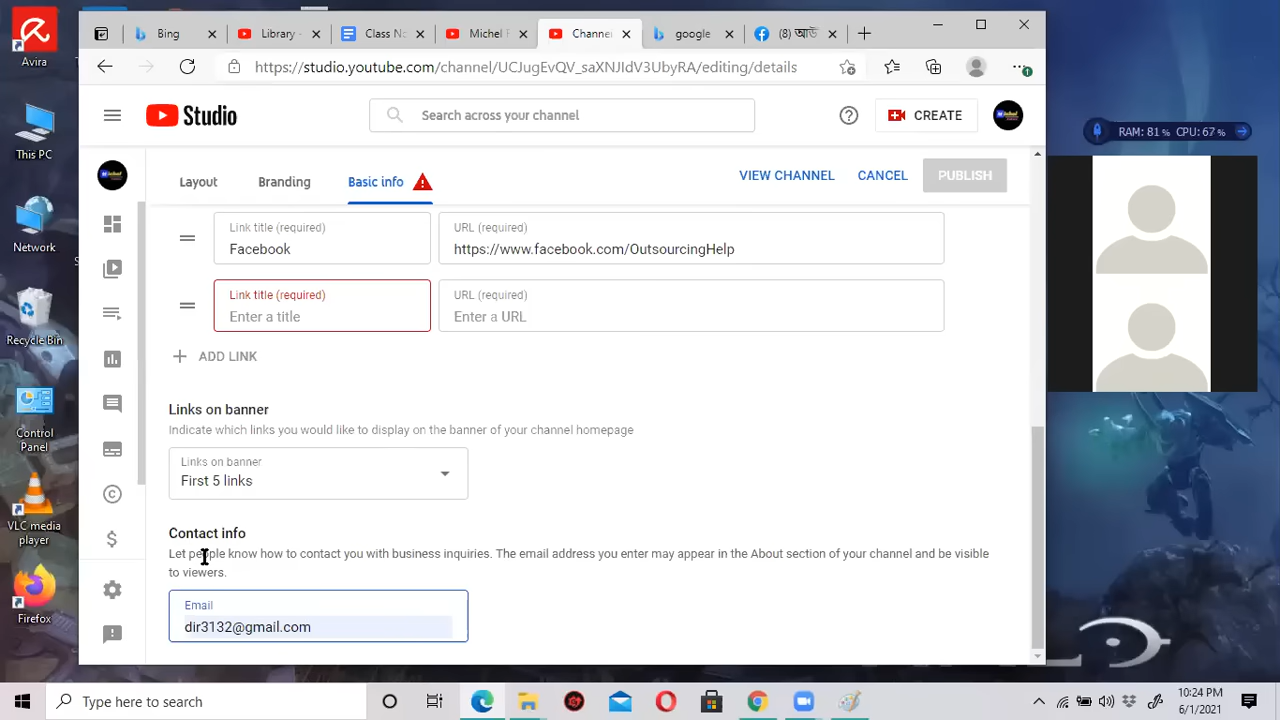 Avira
This PC
Network
Recycle Bin
Control
Panel
VLC media
player
Firefox
Bing
Library -
Class No
Michel
Channe
google
(8)
https://studio.youtube.com/channel/UCJugEvQV_saXNJIdV3UbyRA/editing/details
Studio
Search across your channel
CREATE
RAM: 81 % CPU: 67 %
Layout
Branding
Basic info
VIEW CHANNEL
CANCEL
PUBLISH
Link title (required)
Facebook
URL (required)
https://www.facebook.com/OutsourcingHelp
Link title (required)
Enter a title
URL (required)
Enter a URL
ADD LINK
Links on banner
Indicate which links you would like to display on the banner of your channel homepage
Links on banner
First 5 links
Contact info
Let people know how to contact you with business inquiries. The email address you enter may appear in the About section of your channel and be visible
to viewers.
Email
dir3132@gmail.com
Type here to search
10:24 PM
6/1/2021